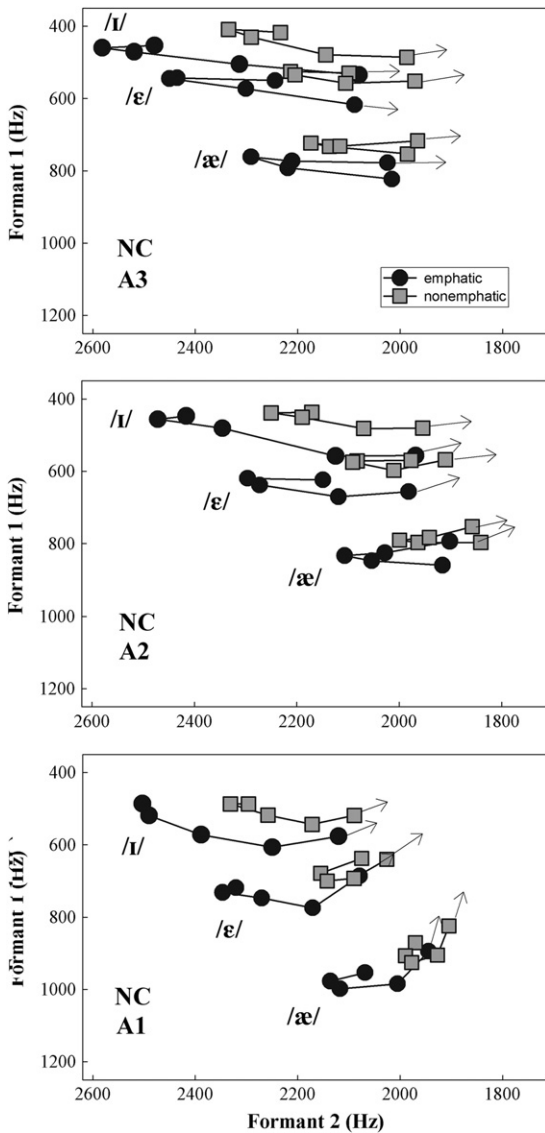 Formant 1 (Hz)
400
600
800
1000
1200
/ɪ/
/ɛ/
/æ/
NC
A3
emphatic
nonemphatic
2600 2400 2200 2000 1800
Formant 1 (Hz)
400
600
800
1000
1200
/ɪ/
/ɛ/
/æ/
NC
A2
2600 2400 2200 2000 1800
400
600
800
1000
1200
/ɪ/
/ɛ/
/æ/
NC
A1
2600 2400 2200 2000 1800
Formant 2 (Hz)